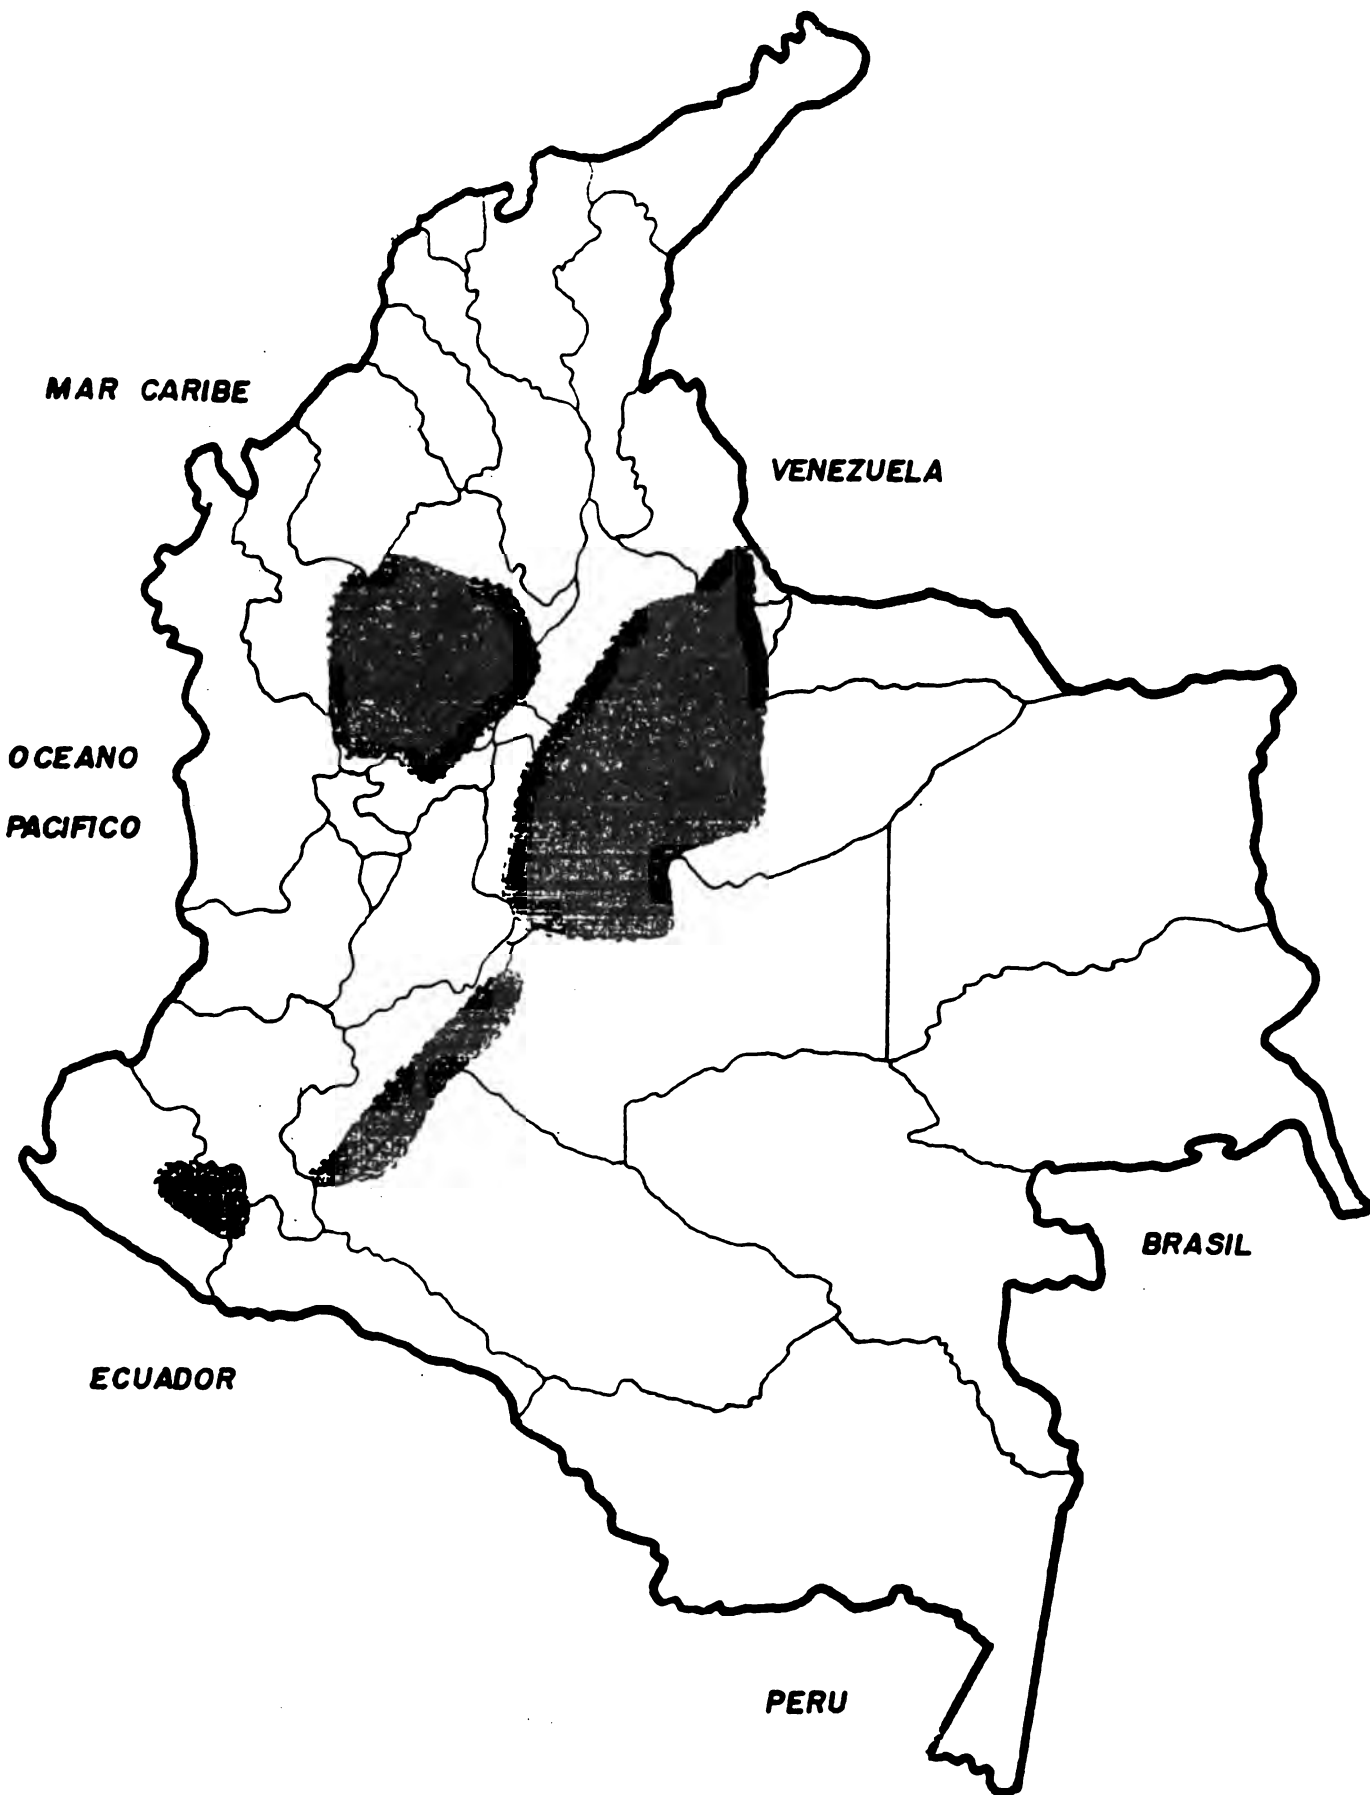 MAR CARIBE
VENEZUELA
OCEANO
PACIFICO
BRASIL
ECUADOR
PERU